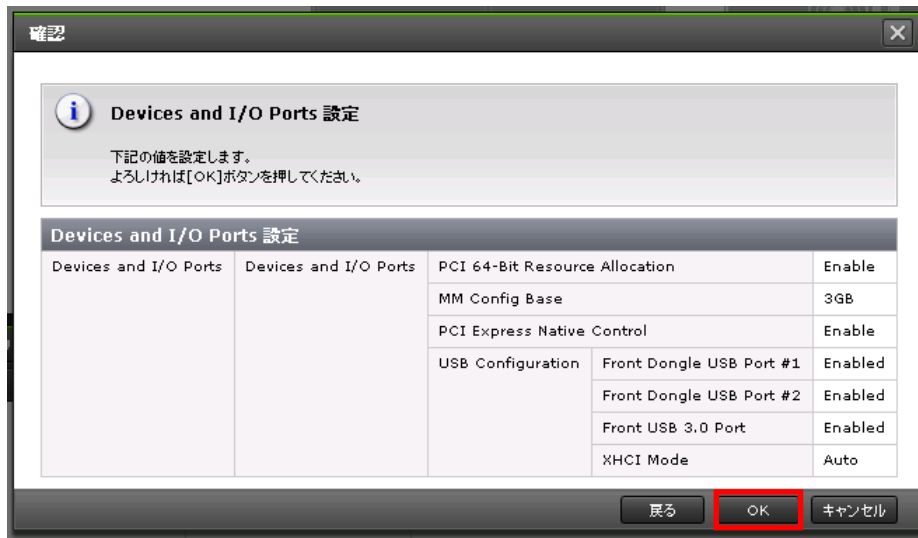 確認
Devices and I/O Ports 設定
下記の値を設定します。
よろしければ[OK]ボタンを押してください。
Devices and I/O Ports 設定
Devices and I/O Ports Devices and I/O Ports PCI 64-Bit Resource Allocation Enable
MM Config Base 3GB
PCI Express Native Control Enable
USB Configuration Front Dongle USB Port #1 Enabled
Front Dongle USB Port #2 Enabled
Front USB 3.0 Port Enabled
XHCI Mode Auto
戻る OK キャンセル